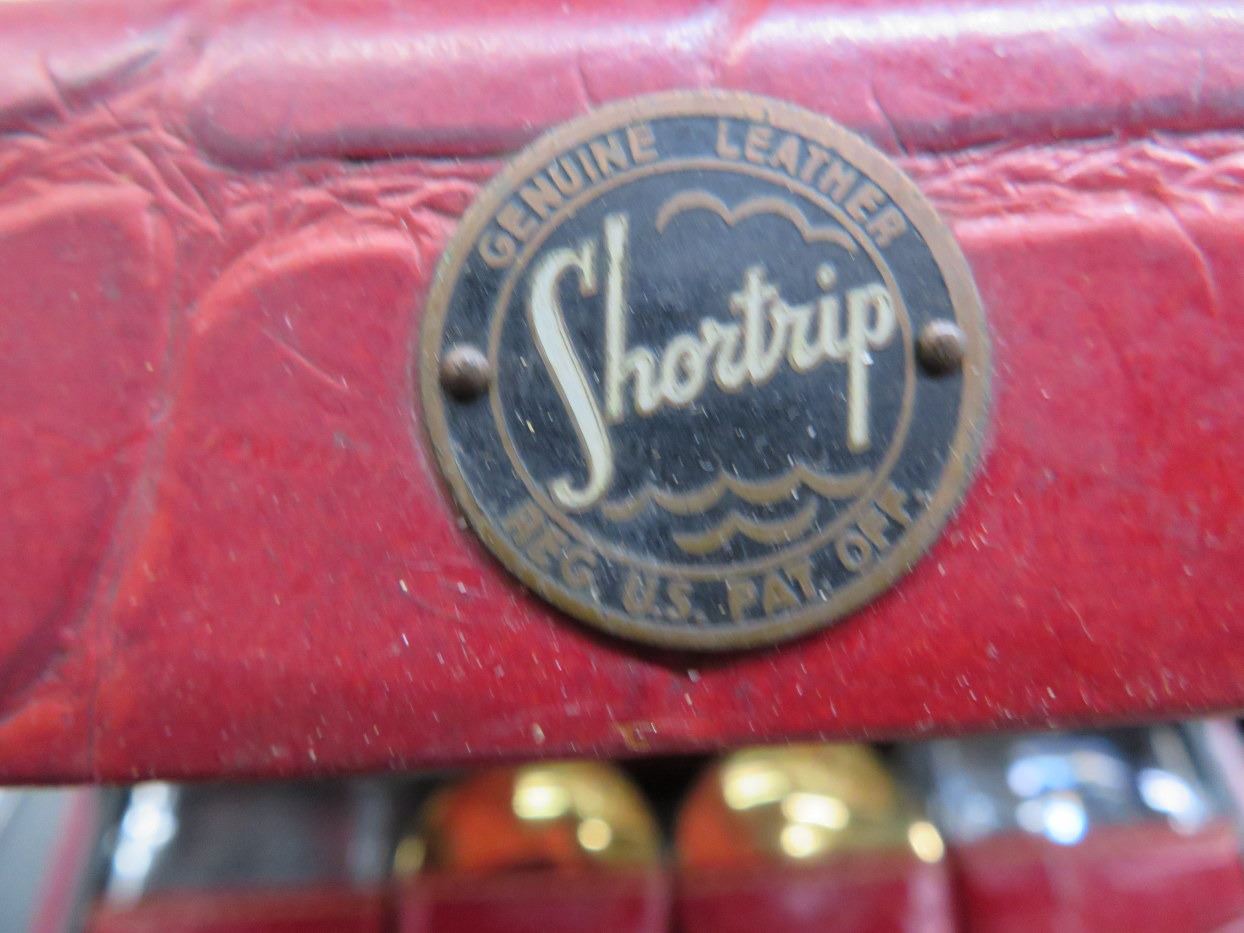 GENUINE LEATHER
Shortrip
REG. U.S. PAT. OFF.